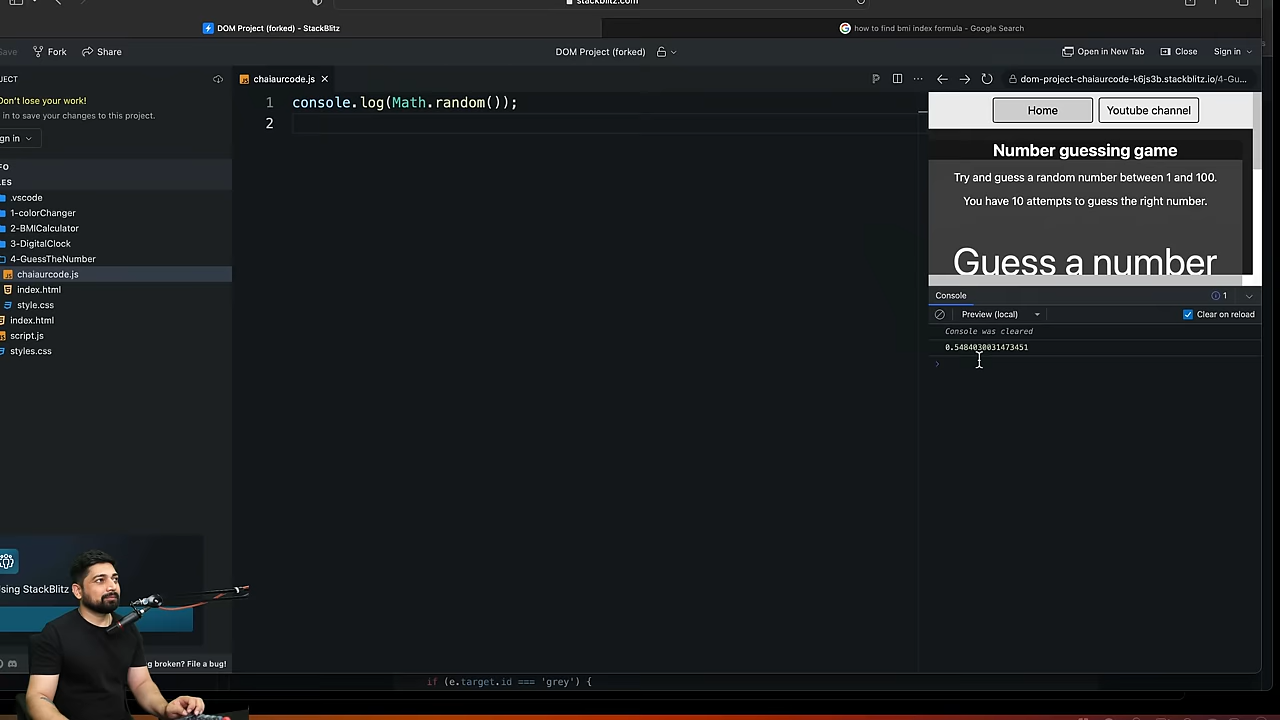 stackblitz.com
DOM Project (forked) - StackBlitz
how to find bmi index formula - Google Search
Fork
Share
DOM Project (forked)
Open in New Tab
Close
Sign in
chaiaurcode.js
dom-project-chaiaurcode-k6js3b.stackblitz.io/4-Gu...
Don't lose your work!
in to save your changes to this project.
.vscode
1-colorChanger
2-BMICalculator
3-DigitalClock
4-GuessTheNumber
chaiaurcode.js
index.html
style.css
index.html
script.js
styles.css
using StackBlitz
g broken? File a bug!
1 console.log(Math.random());
2
Home
Youtube channel
Number guessing game
Try and guess a random number between 1 and 100.
You have 10 attempts to guess the right number.
Guess a number
Console
1
Preview (local)
Clear on reload
Console was cleared
0.5484030031473451
if (e.target.id === 'grey') {